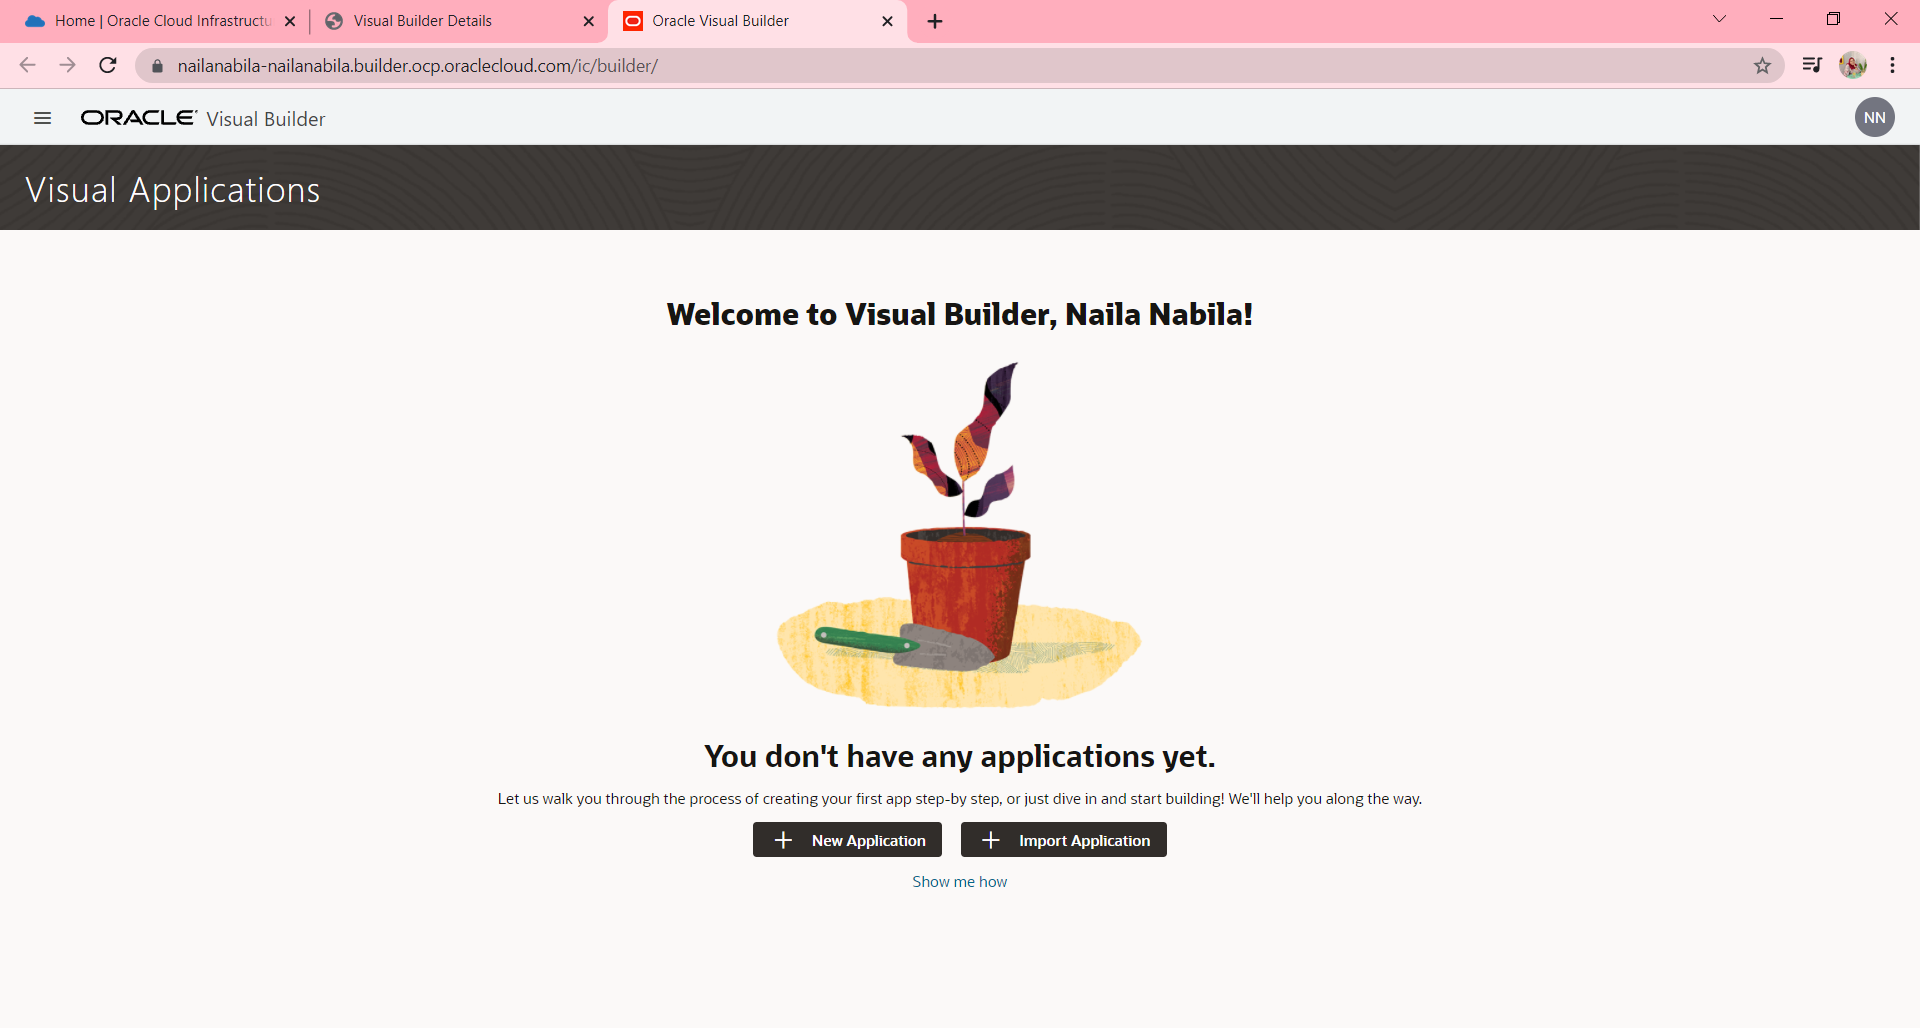 Home | Oracle Cloud Infrastructu
Visual Builder Details
Oracle Visual Builder
nailanabila-nailanabila.builder.ocp.oraclecloud.com/ic/builder/
ORACLE Visual Builder
NN
Visual Applications
Welcome to Visual Builder, Naila Nabila!
You don't have any applications yet.
Let us walk you through the process of creating your first app step-by step, or just dive in and start building! We'll help you along the way.
New Application
Import Application
Show me how